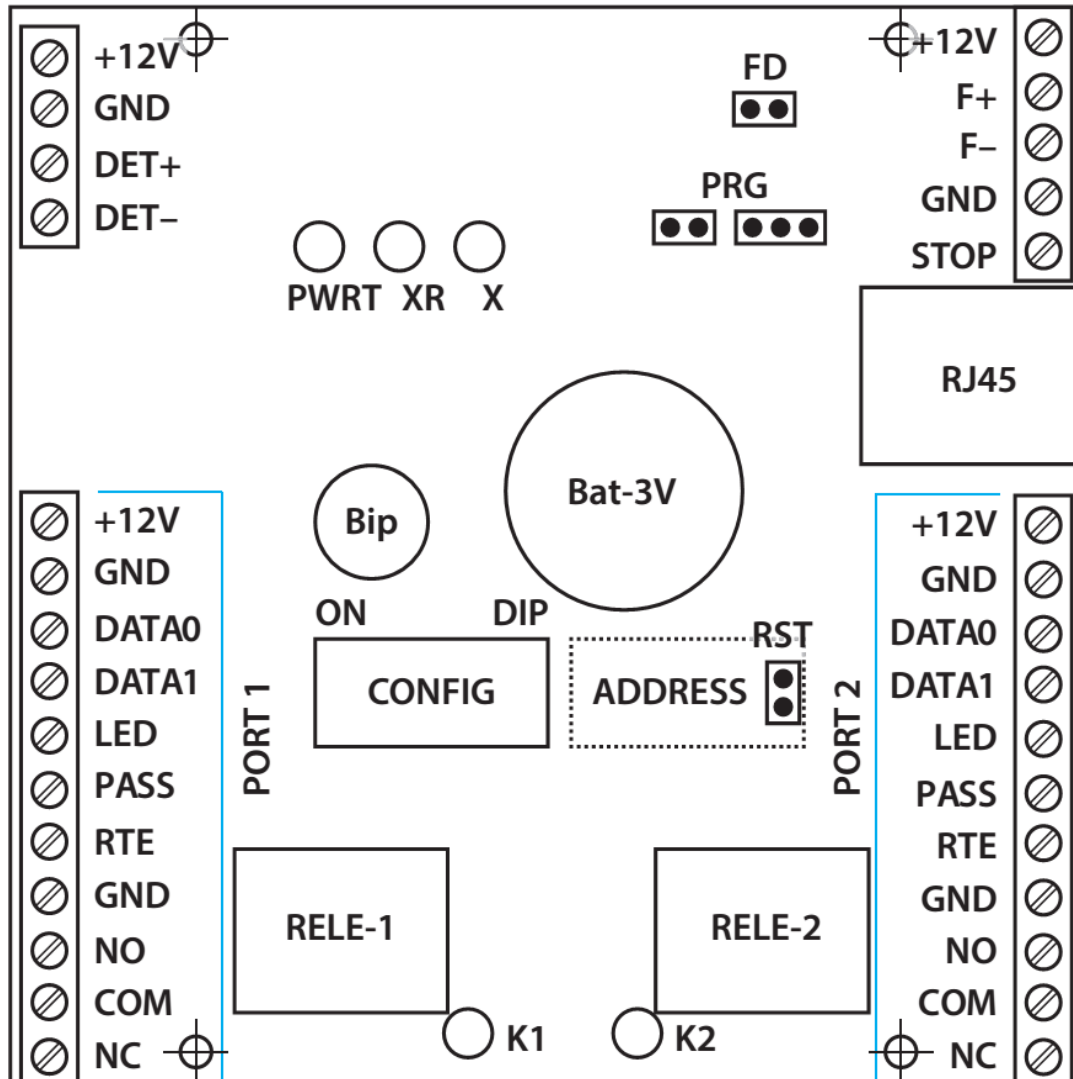 +12V
GND
DET+
DET–
FD
PRG
+12V
F+
F–
GND
STOP
PWRT XR X
RJ45
Bat-3V
Bip
ON DIP
CONFIG
ADDRESS
RST
PORT 1
PORT 2
+12V
GND
DATA0
DATA1
LED
PASS
RTE
GND
NO
COM
NC
+12V
GND
DATA0
DATA1
LED
PASS
RTE
GND
NO
COM
NC
RELE-1
RELE-2
K1
K2